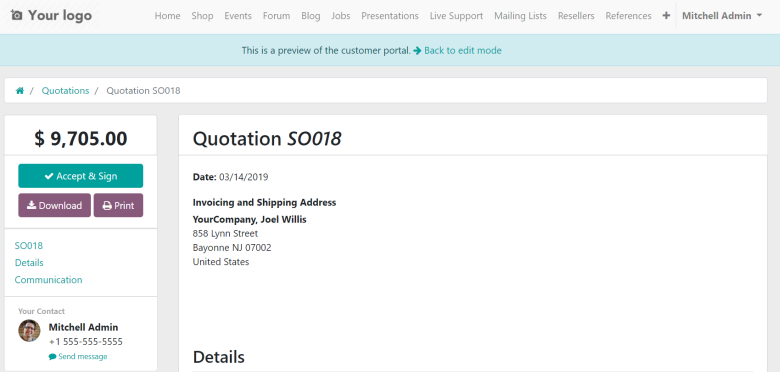 Your logo
Home Shop Events Forum Blog Jobs Presentations Live Support Mailing Lists Resellers References + Mitchell Admin
This is a preview of the customer portal. Back to edit mode
/ Quotations / Quotation SO018
$ 9,705.00
Accept & Sign
Download Print
SO018
Details
Communication
Your Contact
Mitchell Admin
+1 555-555-5555
Send message
Quotation SO018
Date: 03/14/2019
Invoicing and Shipping Address
YourCompany, Joel Willis
858 Lynn Street
Bayonne NJ 07002
United States
Details